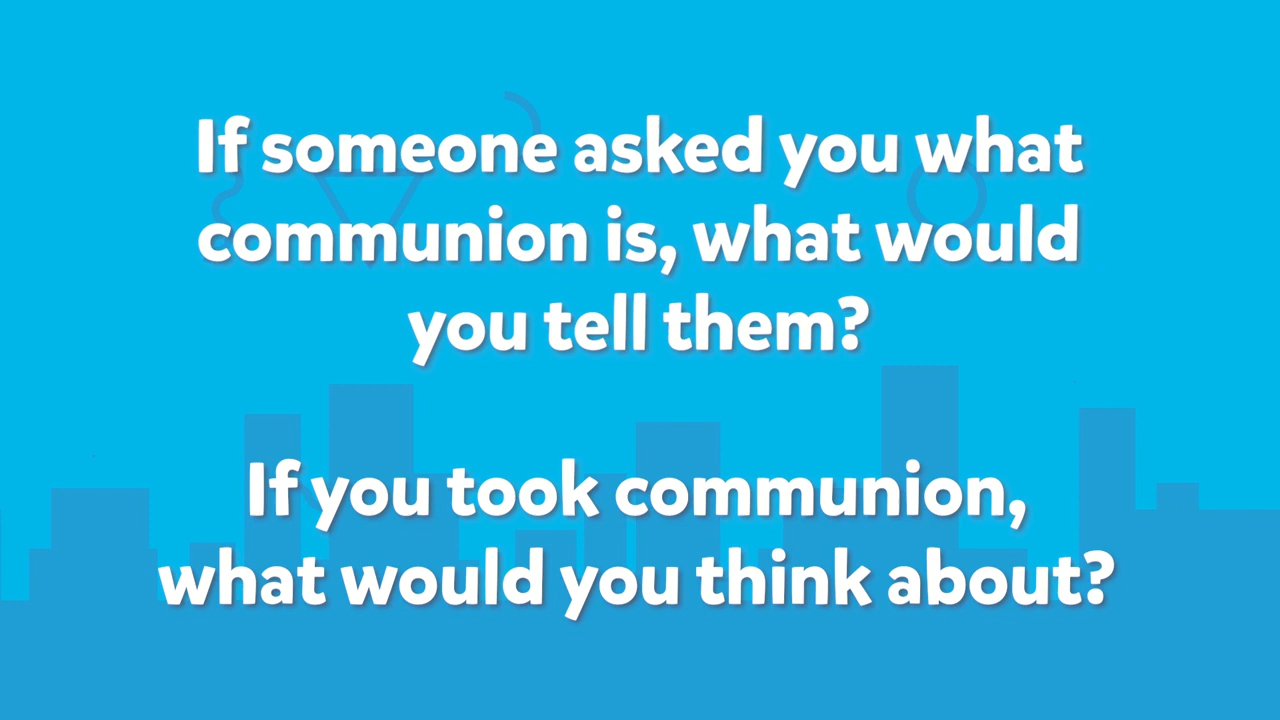 If someone asked you what
communion is, what would
you tell them?
If you took communion,
what would you think about?